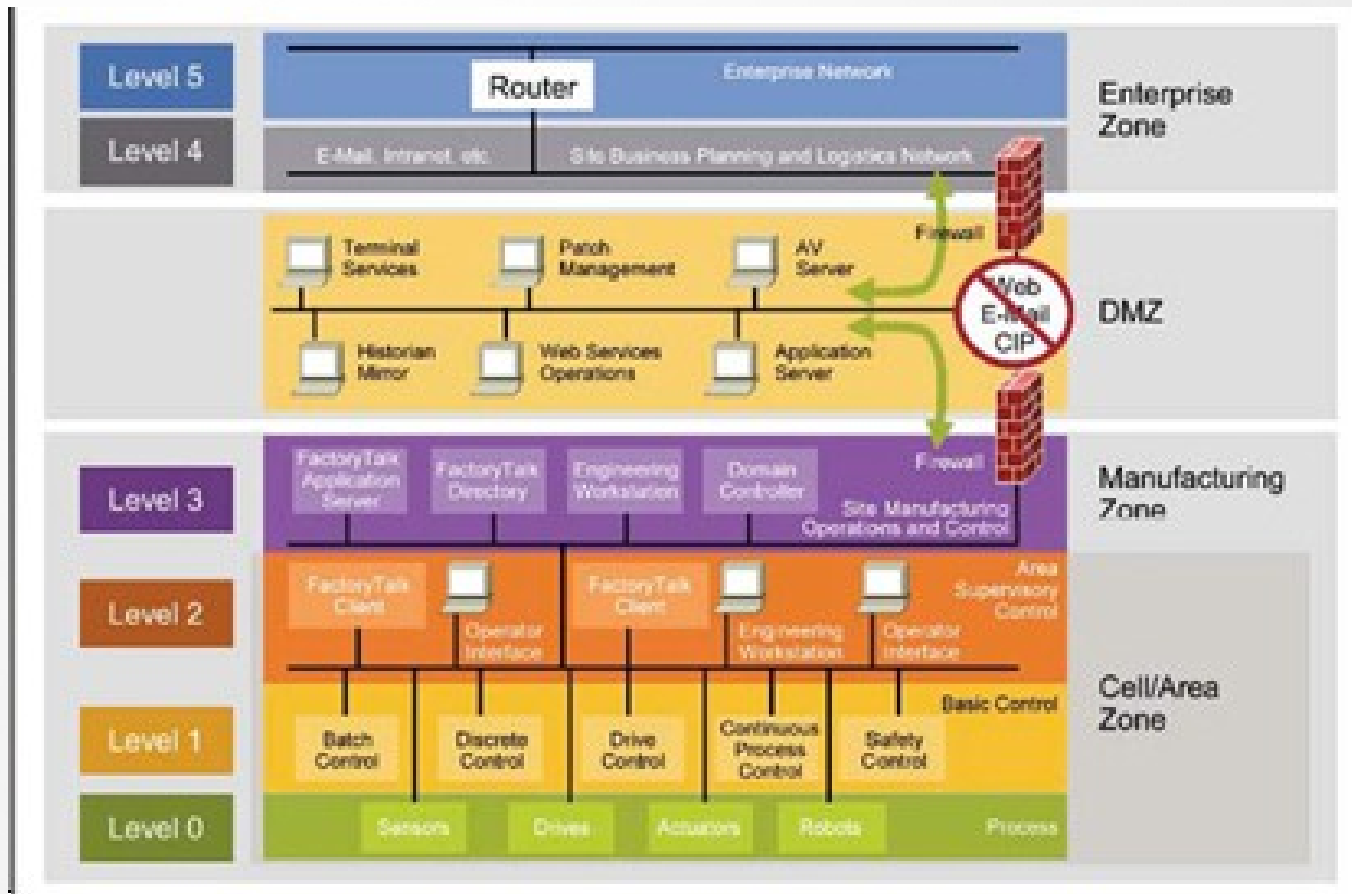 Level 5
Router
Enterprise Network
Enterprise
Zone
Level 4
E-Mail, Intranet, etc.
Site Business Planning and Logistics Network
Firewall
Terminal
Services
Patch
Management
AV
Server
Web
E-Mail
CIP
DMZ
Historian
Mirror
Web Services
Operations
Application
Server
Level 3
FactoryTalk
Application
Server
FactoryTalk
Directory
Engineering
Workstation
Domain
Controller
Firewall
Site Manufacturing
Operations and Control
Manufacturing
Zone
Level 2
FactoryTalk
Client
Operator
Interface
FactoryTalk
Client
Engineering
Workstation
Operator
Interface
Area
Supervisory
Control
Cell/Area
Zone
Level 1
Basic Control
Batch
Control
Discrete
Control
Drive
Control
Continuous
Process
Control
Safety
Control
Level 0
Sensors
Drives
Actuators
Robots
Process